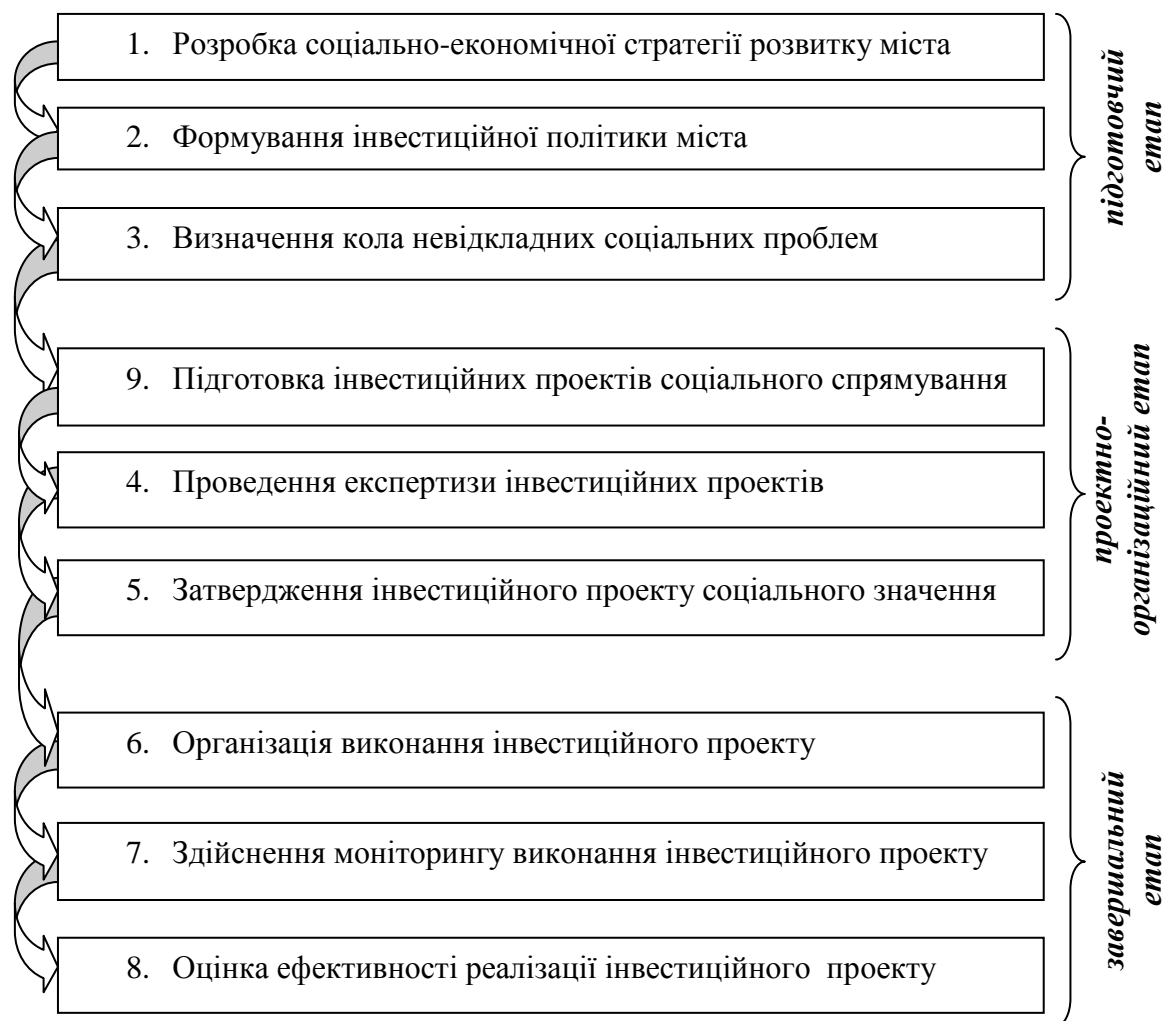 1. Розробка соціально-економічної стратегії розвитку міста
2. Формування інвестиційної політики міста
3. Визначення кола невідкладних соціальних проблем
підготовчий
етап
9. Підготовка інвестиційних проектів соціального спрямування
4. Проведення експертизи інвестиційних проектів
5. Затвердження інвестиційного проекту соціального значення
проектно-
організаційний етап
6. Організація виконання інвестиційного проекту
7. Здійснення моніторингу виконання інвестиційного проекту
8. Оцінка ефективності реалізації інвестиційного проекту
завершальний
етап